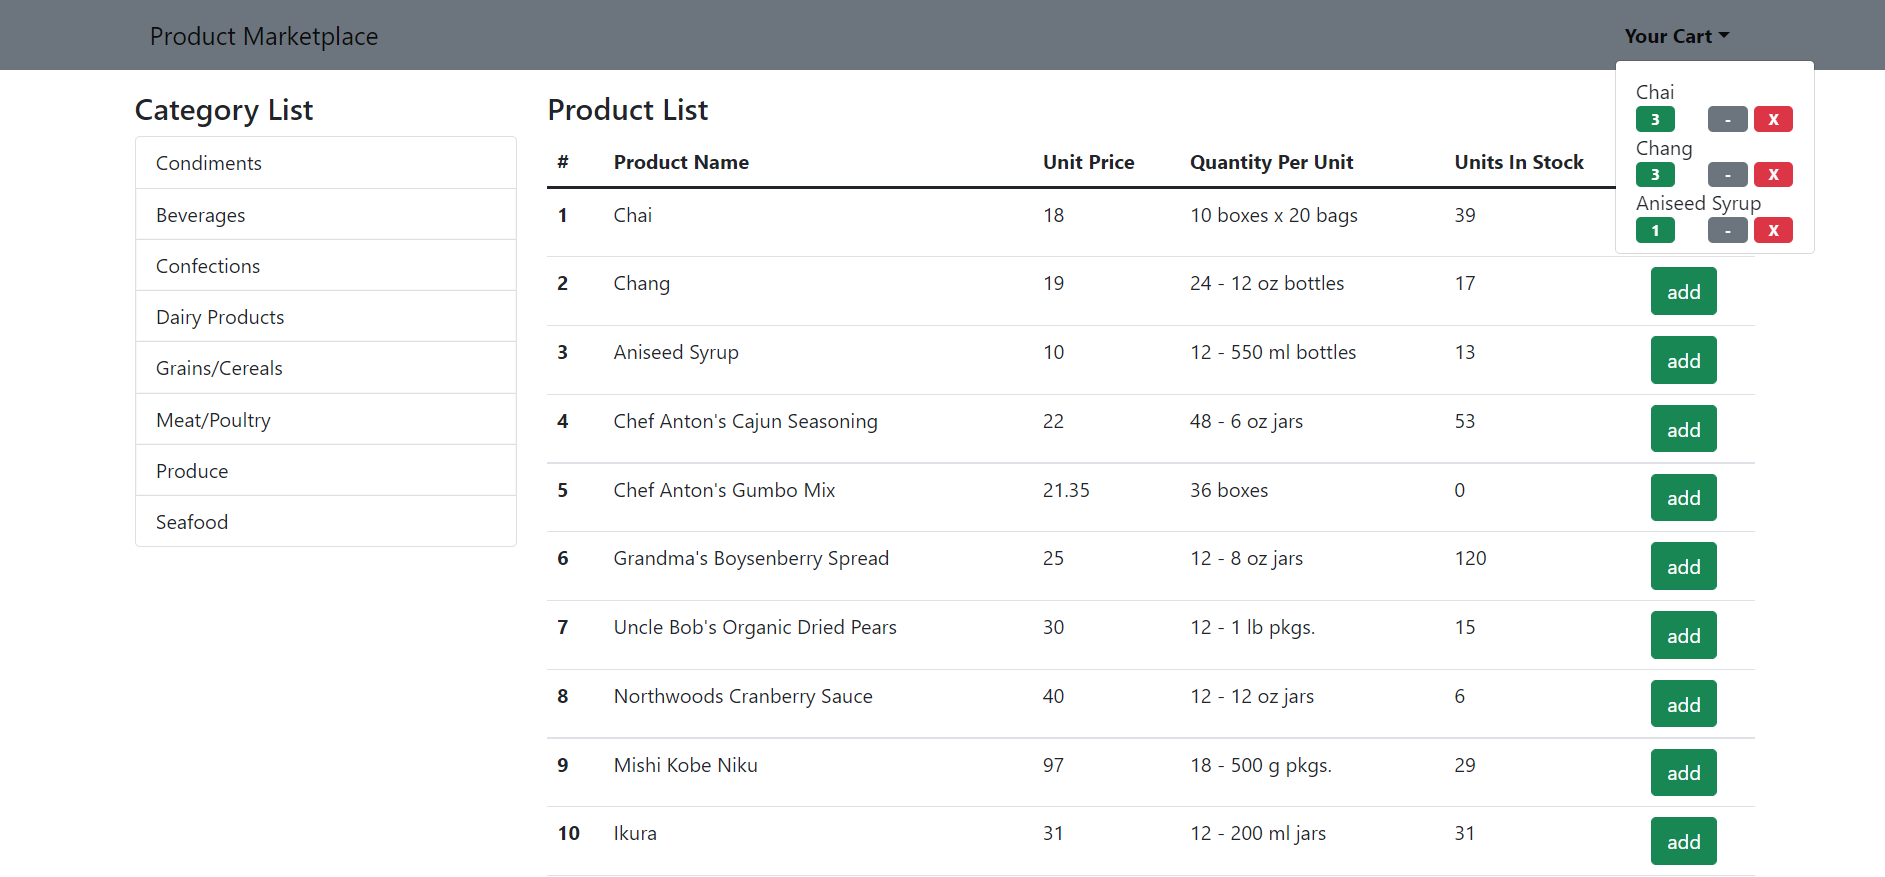 Product Marketplace
Your Cart
Chai
3 - X
Chang
3 - X
Aniseed Syrup
1 - X
Category List
Condiments
Beverages
Confections
Dairy Products
Grains/Cereals
Meat/Poultry
Produce
Seafood
Product List
# Product Name Unit Price Quantity Per Unit Units In Stock
1 Chai 18 10 boxes x 20 bags 39
2 Chang 19 24 - 12 oz bottles 17 add
3 Aniseed Syrup 10 12 - 550 ml bottles 13 add
4 Chef Anton's Cajun Seasoning 22 48 - 6 oz jars 53 add
5 Chef Anton's Gumbo Mix 21.35 36 boxes 0 add
6 Grandma's Boysenberry Spread 25 12 - 8 oz jars 120 add
7 Uncle Bob's Organic Dried Pears 30 12 - 1 lb pkgs. 15 add
8 Northwoods Cranberry Sauce 40 12 - 12 oz jars 6 add
9 Mishi Kobe Niku 97 18 - 500 g pkgs. 29 add
10 Ikura 31 12 - 200 ml jars 31 add